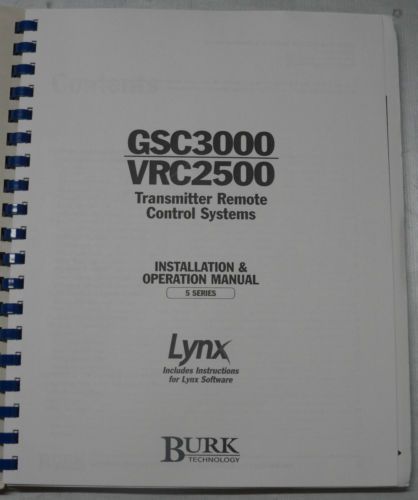 Contents
GSC3000
VRC2500
Transmitter Remote
Control Systems
INSTALLATION &
OPERATION MANUAL
5 SERIES
Lynx
Includes Instructions
for Lynx Software
BURK
TECHNOLOGY